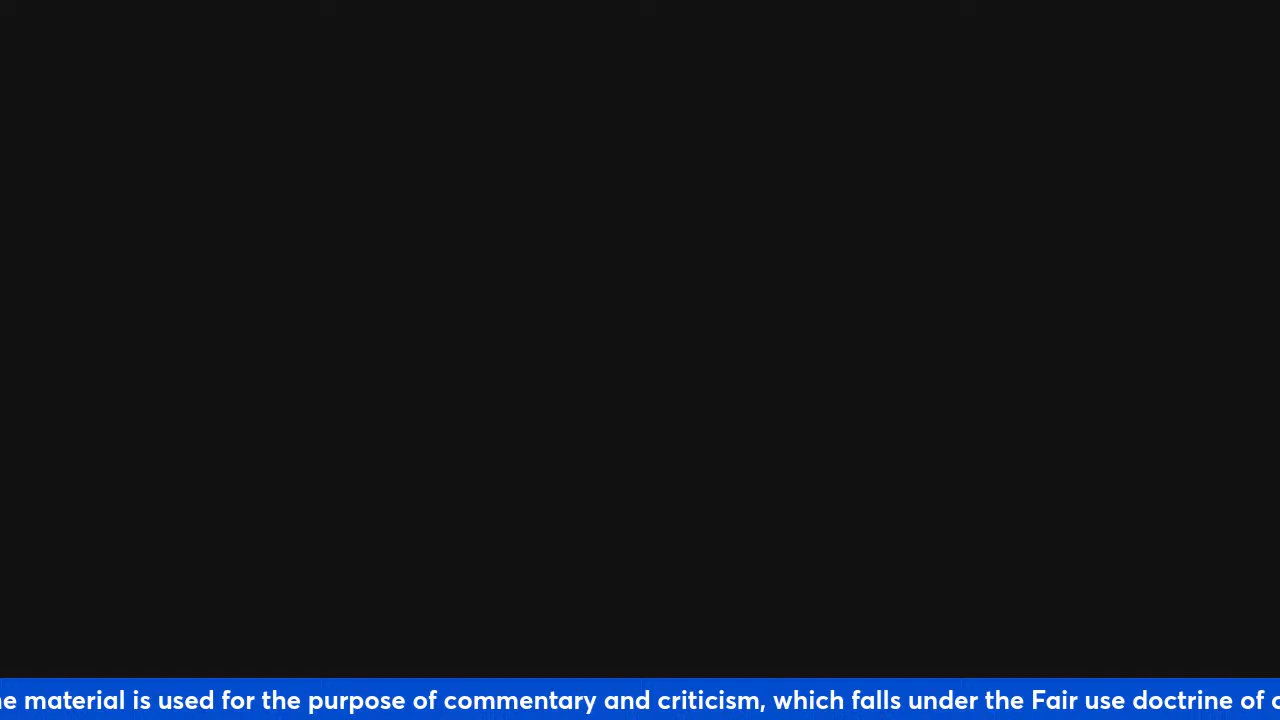 material is used for the purpose of commentary and criticism, which falls under the Fair use doctrine of